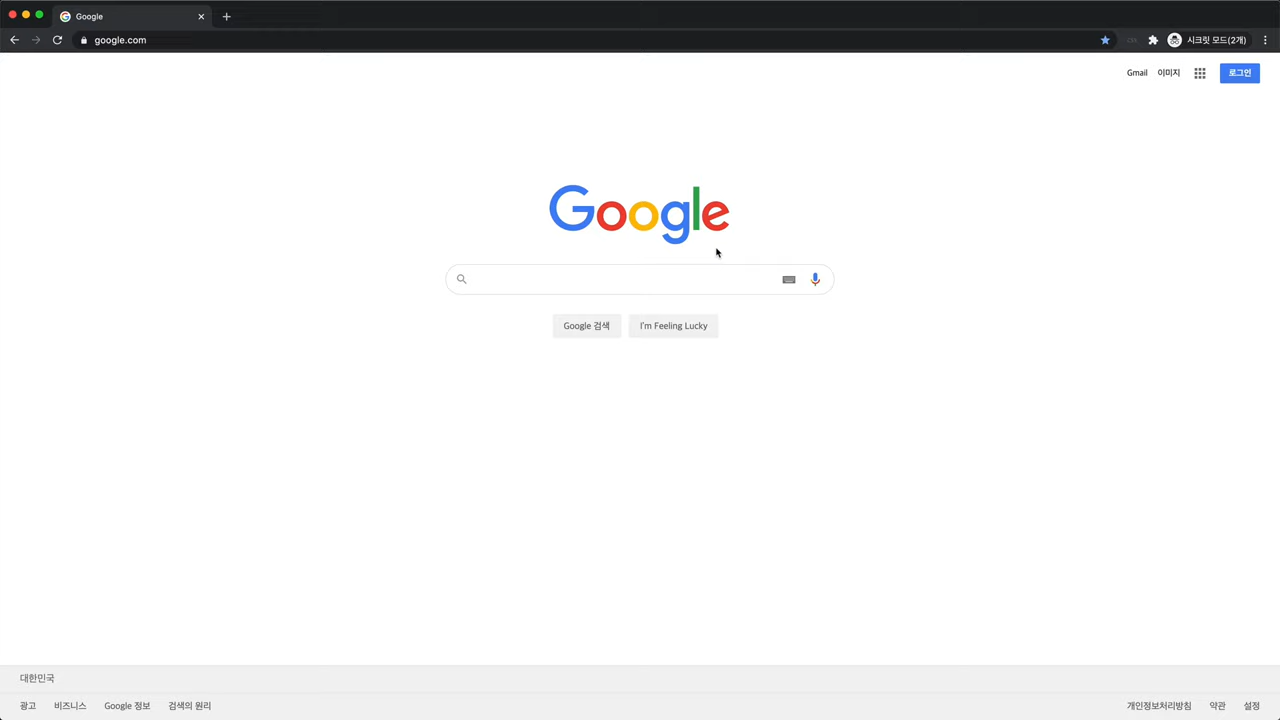 Google
google.com
시크릿 모드(2개)
Gmail 이미지
로그인
Google
Google 검색 I'm Feeling Lucky
대한민국
광고 비즈니스 Google 정보 검색의 원리
개인정보처리방침 약관 설정